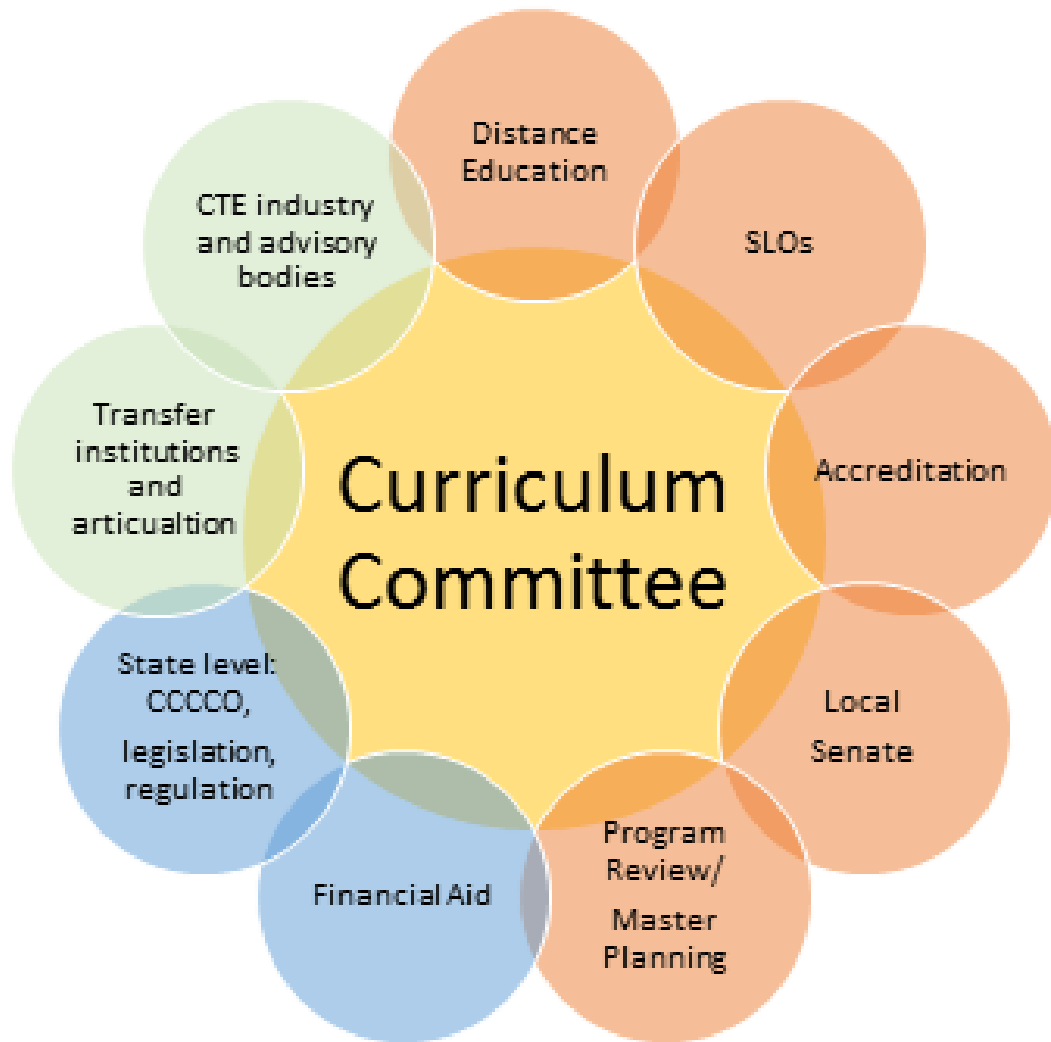 Distance
Education
SLOs
Accreditation
Local
Senate
Program
Review/
Master
Planning
Financial Aid
State level:
CCCCO,
legislation,
regulation
Transfer
institutions
and
articualtion
CTE industry
and advisory
bodies
Curriculum
Committee